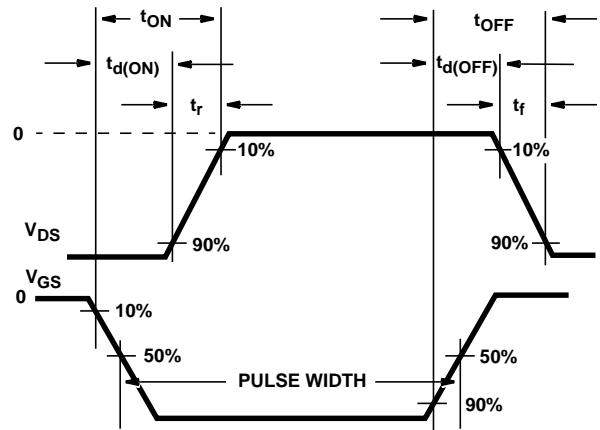 tON tOFF
td(ON) td(OFF)
tr tf
0
10% 10%
VDS 90% 90%
VGS
0
10%
50% 50%
PULSE WIDTH
90%